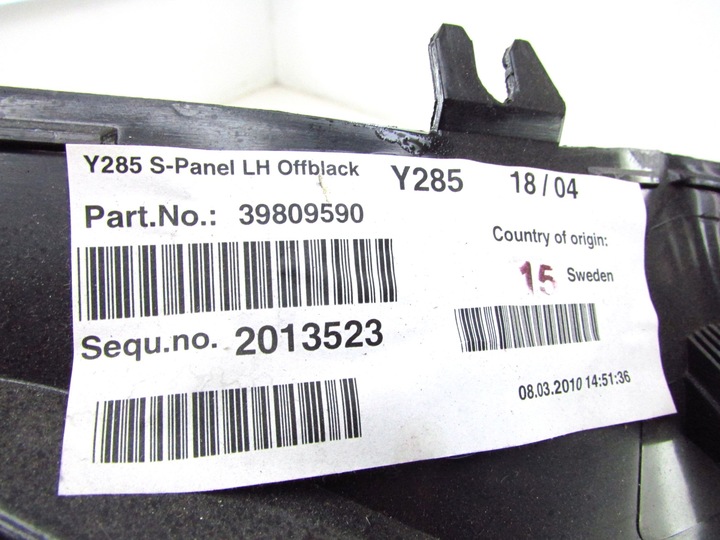 Y285 S-Panel LH Offblack Y285 18 / 04
Part.No.: 39809590
Country of origin:
15 Sweden
Sequ.no. 2013523
08.03.2010 14:51:36